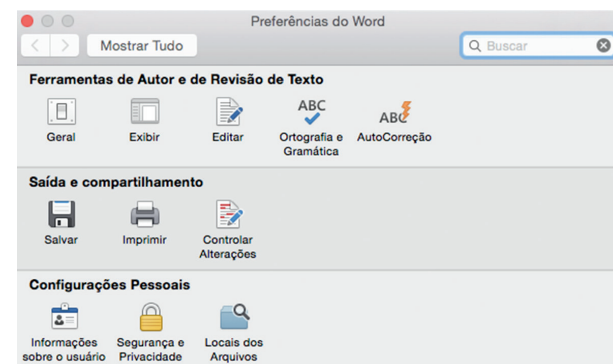 Preferências do Word
Mostrar Tudo
Buscar
Ferramentas de Autor e de Revisão de Texto
ABC
ABC
Geral
Exibir
Editar
Ortografia e
Gramática
AutoCorreção
Saída e compartilhamento
Salvar
Imprimir
Controlar
Alterações
Configurações Pessoais
Informações
sobre o usuário
Segurança e
Privacidade
Locais dos
Arquivos